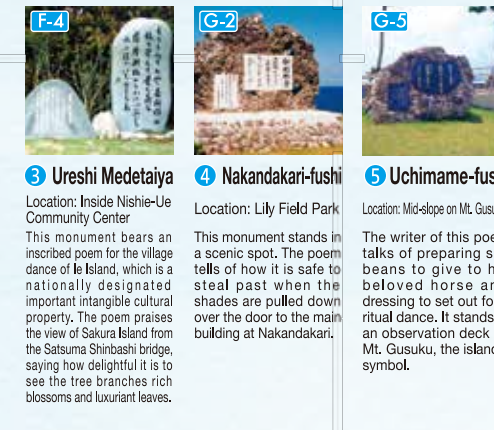 F-4
3 Ureshi Medetaiya
Location: Inside Nishie-Ue
Community Center
This monument bears an
inscribed poem for the village
dance of Ie Island, which is a
nationally designated
important intangible cultural
property. The poem praises
the view of Sakura Island from
the Satsuma Shinbashi bridge,
saying how delightful it is to
see the tree branches rich
blossoms and luxuriant leaves.
G-2
4 Nakandakari-fushi
Location: Lily Field Park
This monument stands in
a scenic spot. The poem
tells of how it is safe to
steal past when the
shades are pulled down
over the door to the main
building at Nakandakari.
G-5
5 Uchimame-fus
Location: Mid-slope on Mt. Gusu
The writer of this poe
talks of preparing s
beans to give to h
beloved horse an
dressing to set out fo
ritual dance. It stands
an observation deck
Mt. Gusuku, the island
symbol.